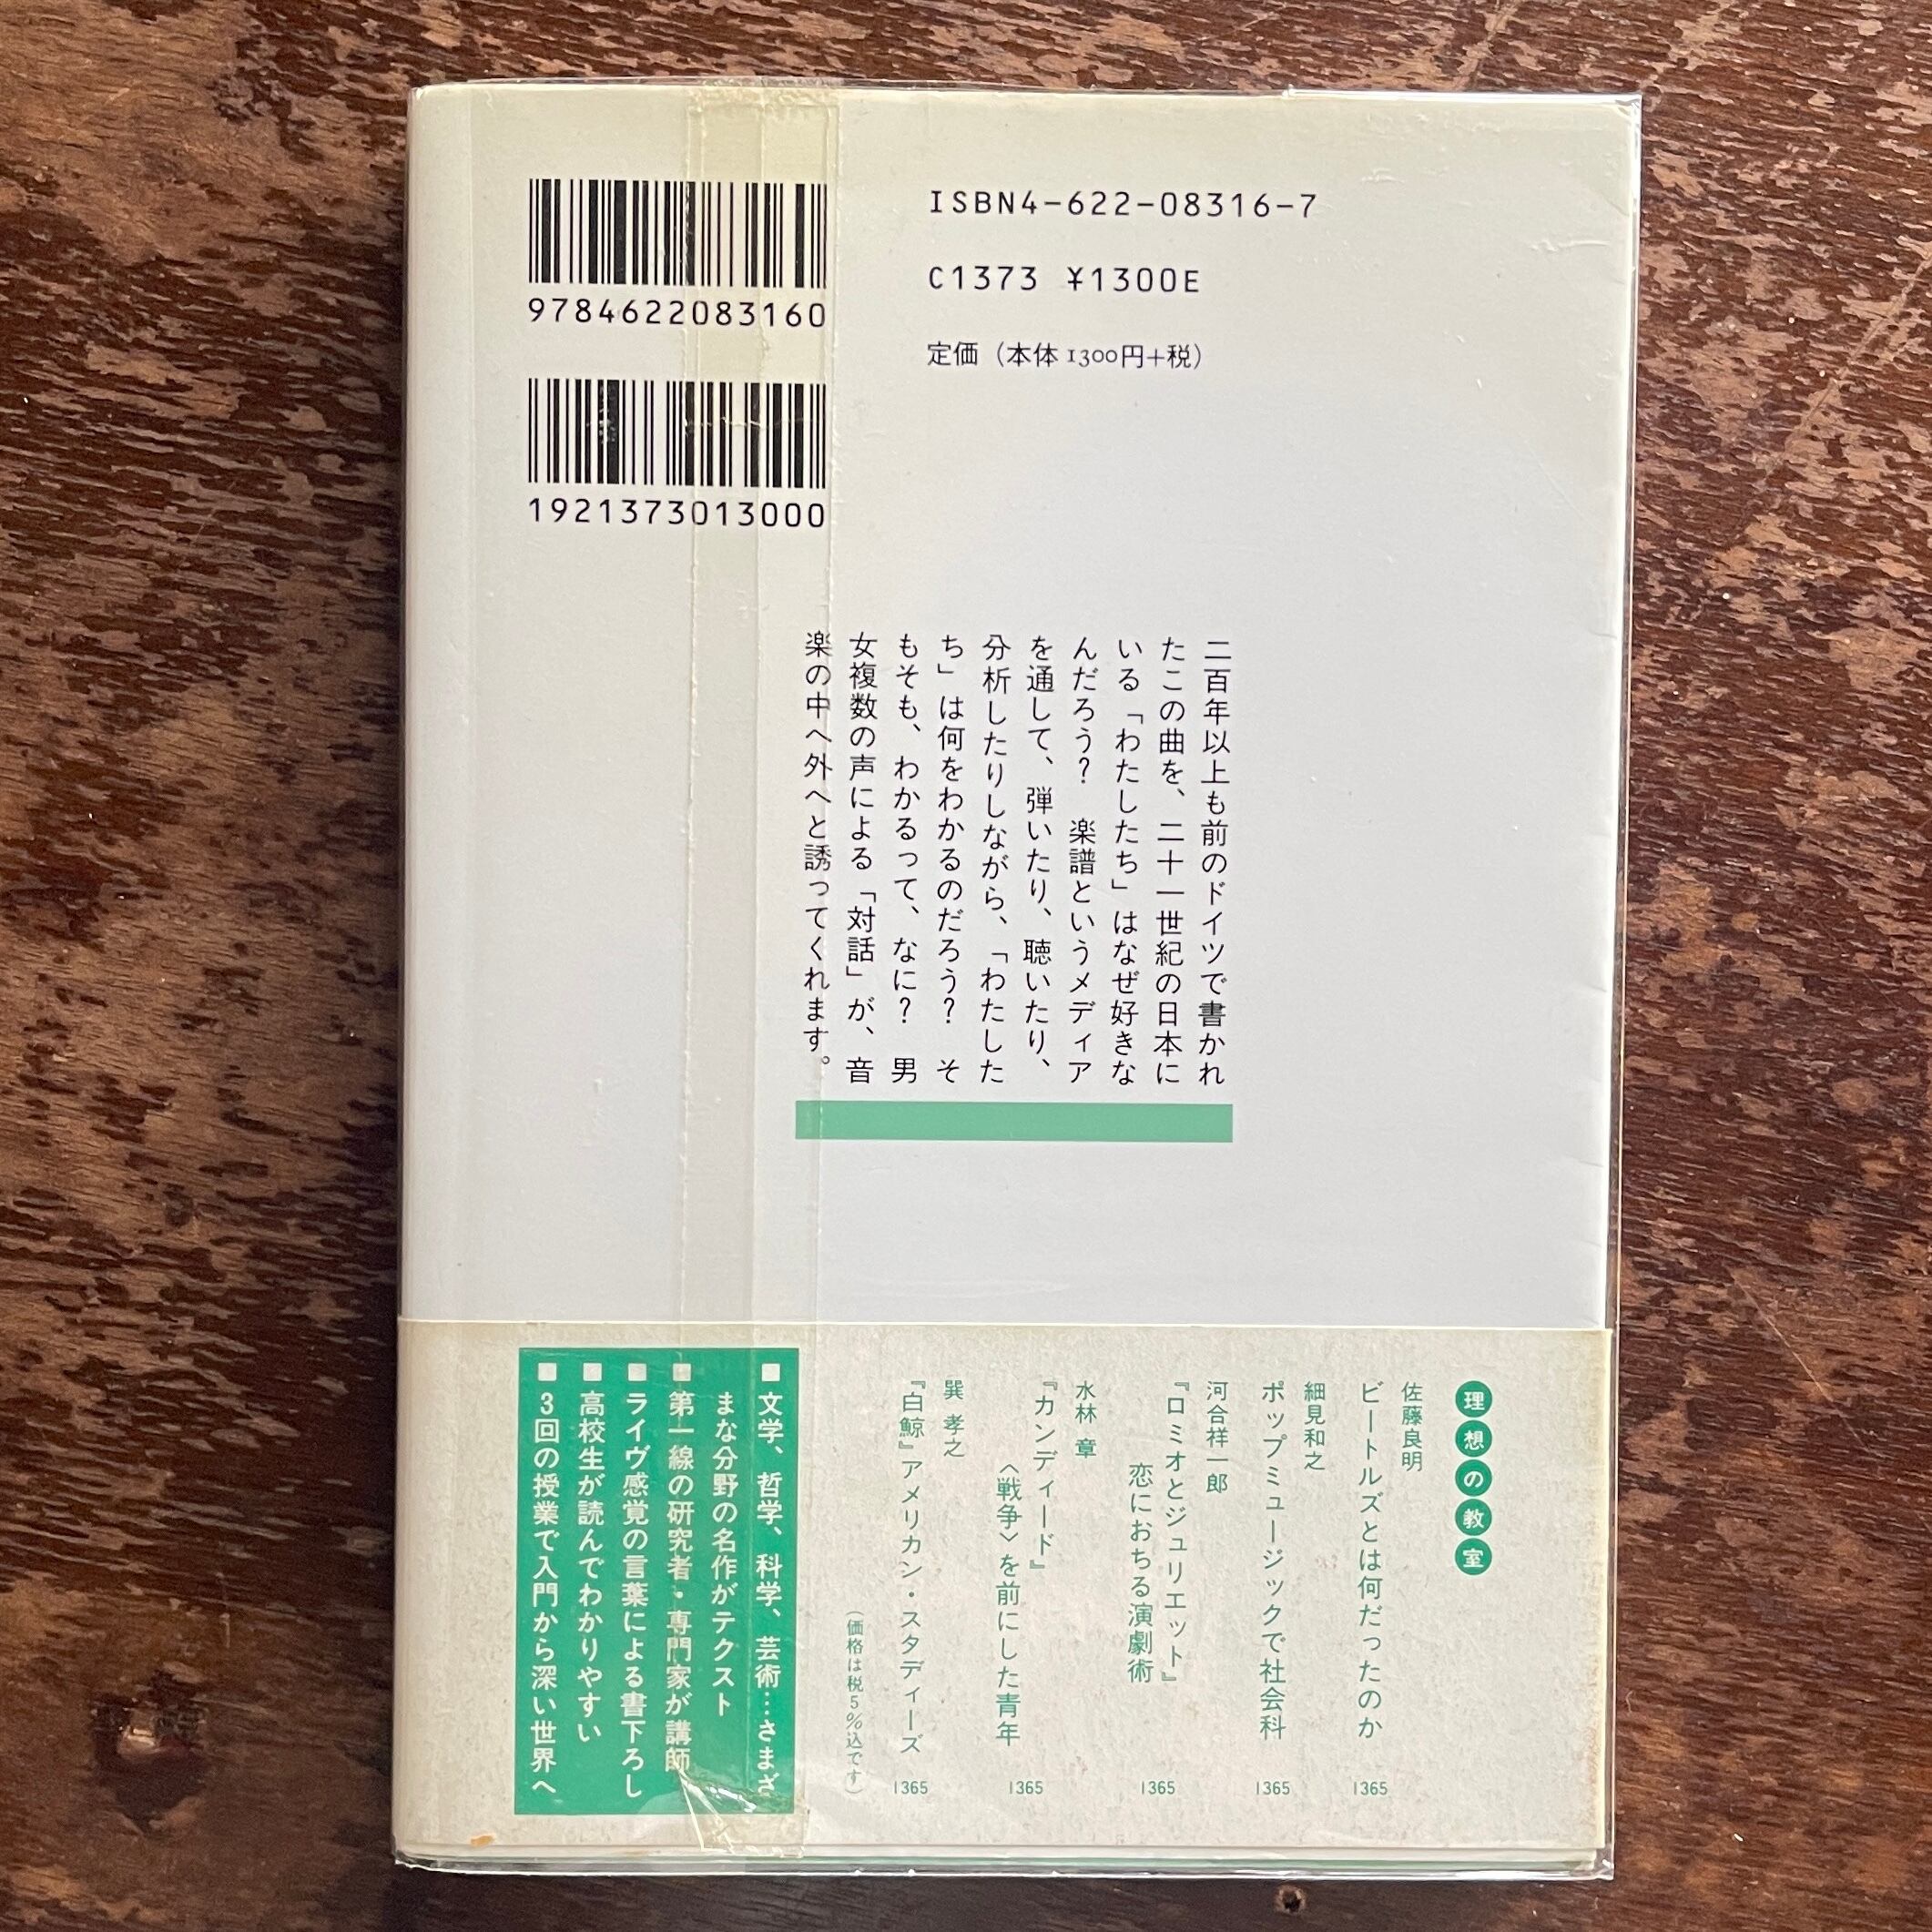 9784622083160
1921373013000
ISBN4-622-08316-7
C1373 ¥1300E
定価（本体1300円+税）
二百年以上も前のドイツで書かれ
たこの曲を、二十一世紀の日本に
いる「わたしたち」はなぜ好きな
んだろう？　楽譜というメディア
を通して、弾いたり、聴いたり、
分析したりしながら、「わたした
ち」は何をわかるのだろう？　そ
もそも、わかるって、なに？　男
女複数の声による「対話」が、音
楽の中へ外へと誘ってくれます。
理想の教室
佐藤良明
ビートルズとは何だったのか 1365
細見和之
ポップミュージックで社会科 1365
河合祥一郎
『ロミオとジュリエット』
恋におちる演劇術 1365
水林 章
『カンディード』
〈戦争〉を前にした青年 1365
巽 孝之
『白鯨』アメリカン・スタディーズ 1365
（価格は税5%込です）
■文学、哲学、科学、芸術…さまざ
まな分野の名作がテクスト
■第一線の研究者・専門家が講師
■ライヴ感覚の言葉による書下ろし
■高校生が読んでわかりやすい
■3回の授業で入門から深い世界へ